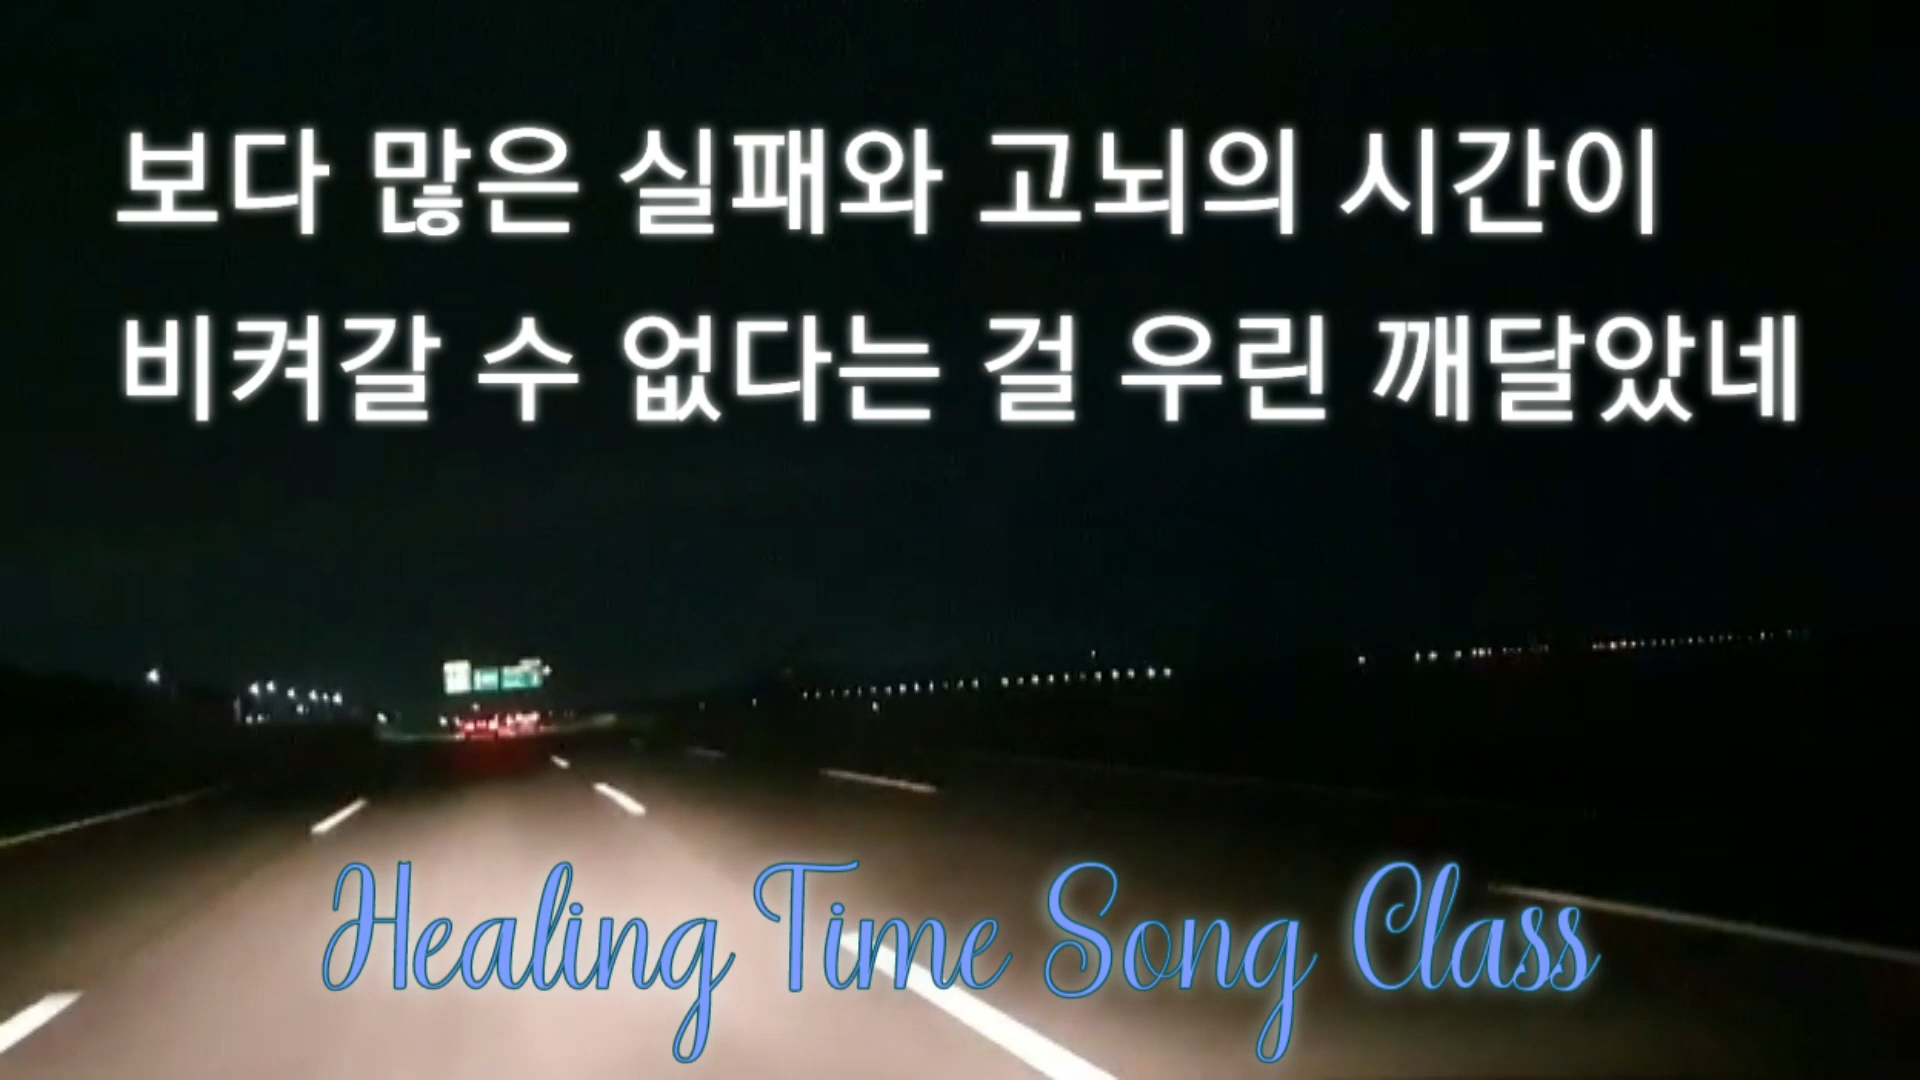 보다 많은 실패와 고뇌의 시간이
비켜갈 수 없다는 걸 우린 깨달았네
Healing Time Song Class